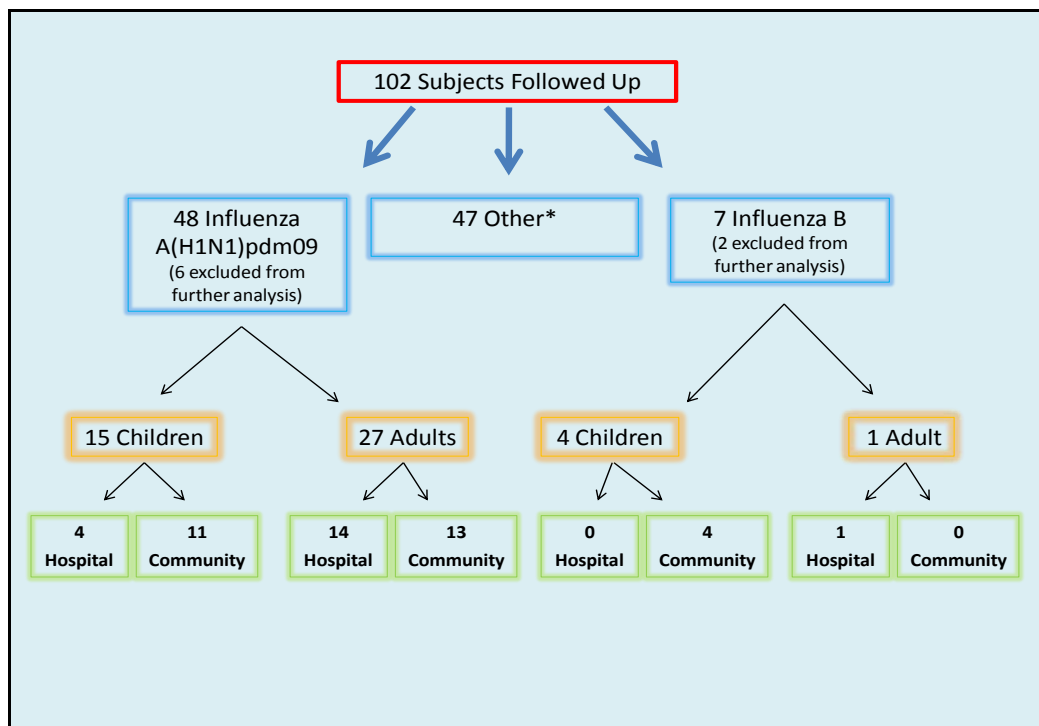 102 Subjects Followed Up
48 Influenza
A(H1N1)pdm09
(6 excluded from
further analysis)
47 Other*
7 Influenza B
(2 excluded from
further analysis)
15 Children
27 Adults
4 Children
1 Adult
4
Hospital
11
Community
14
Hospital
13
Community
0
Hospital
4
Community
1
Hospital
0
Community